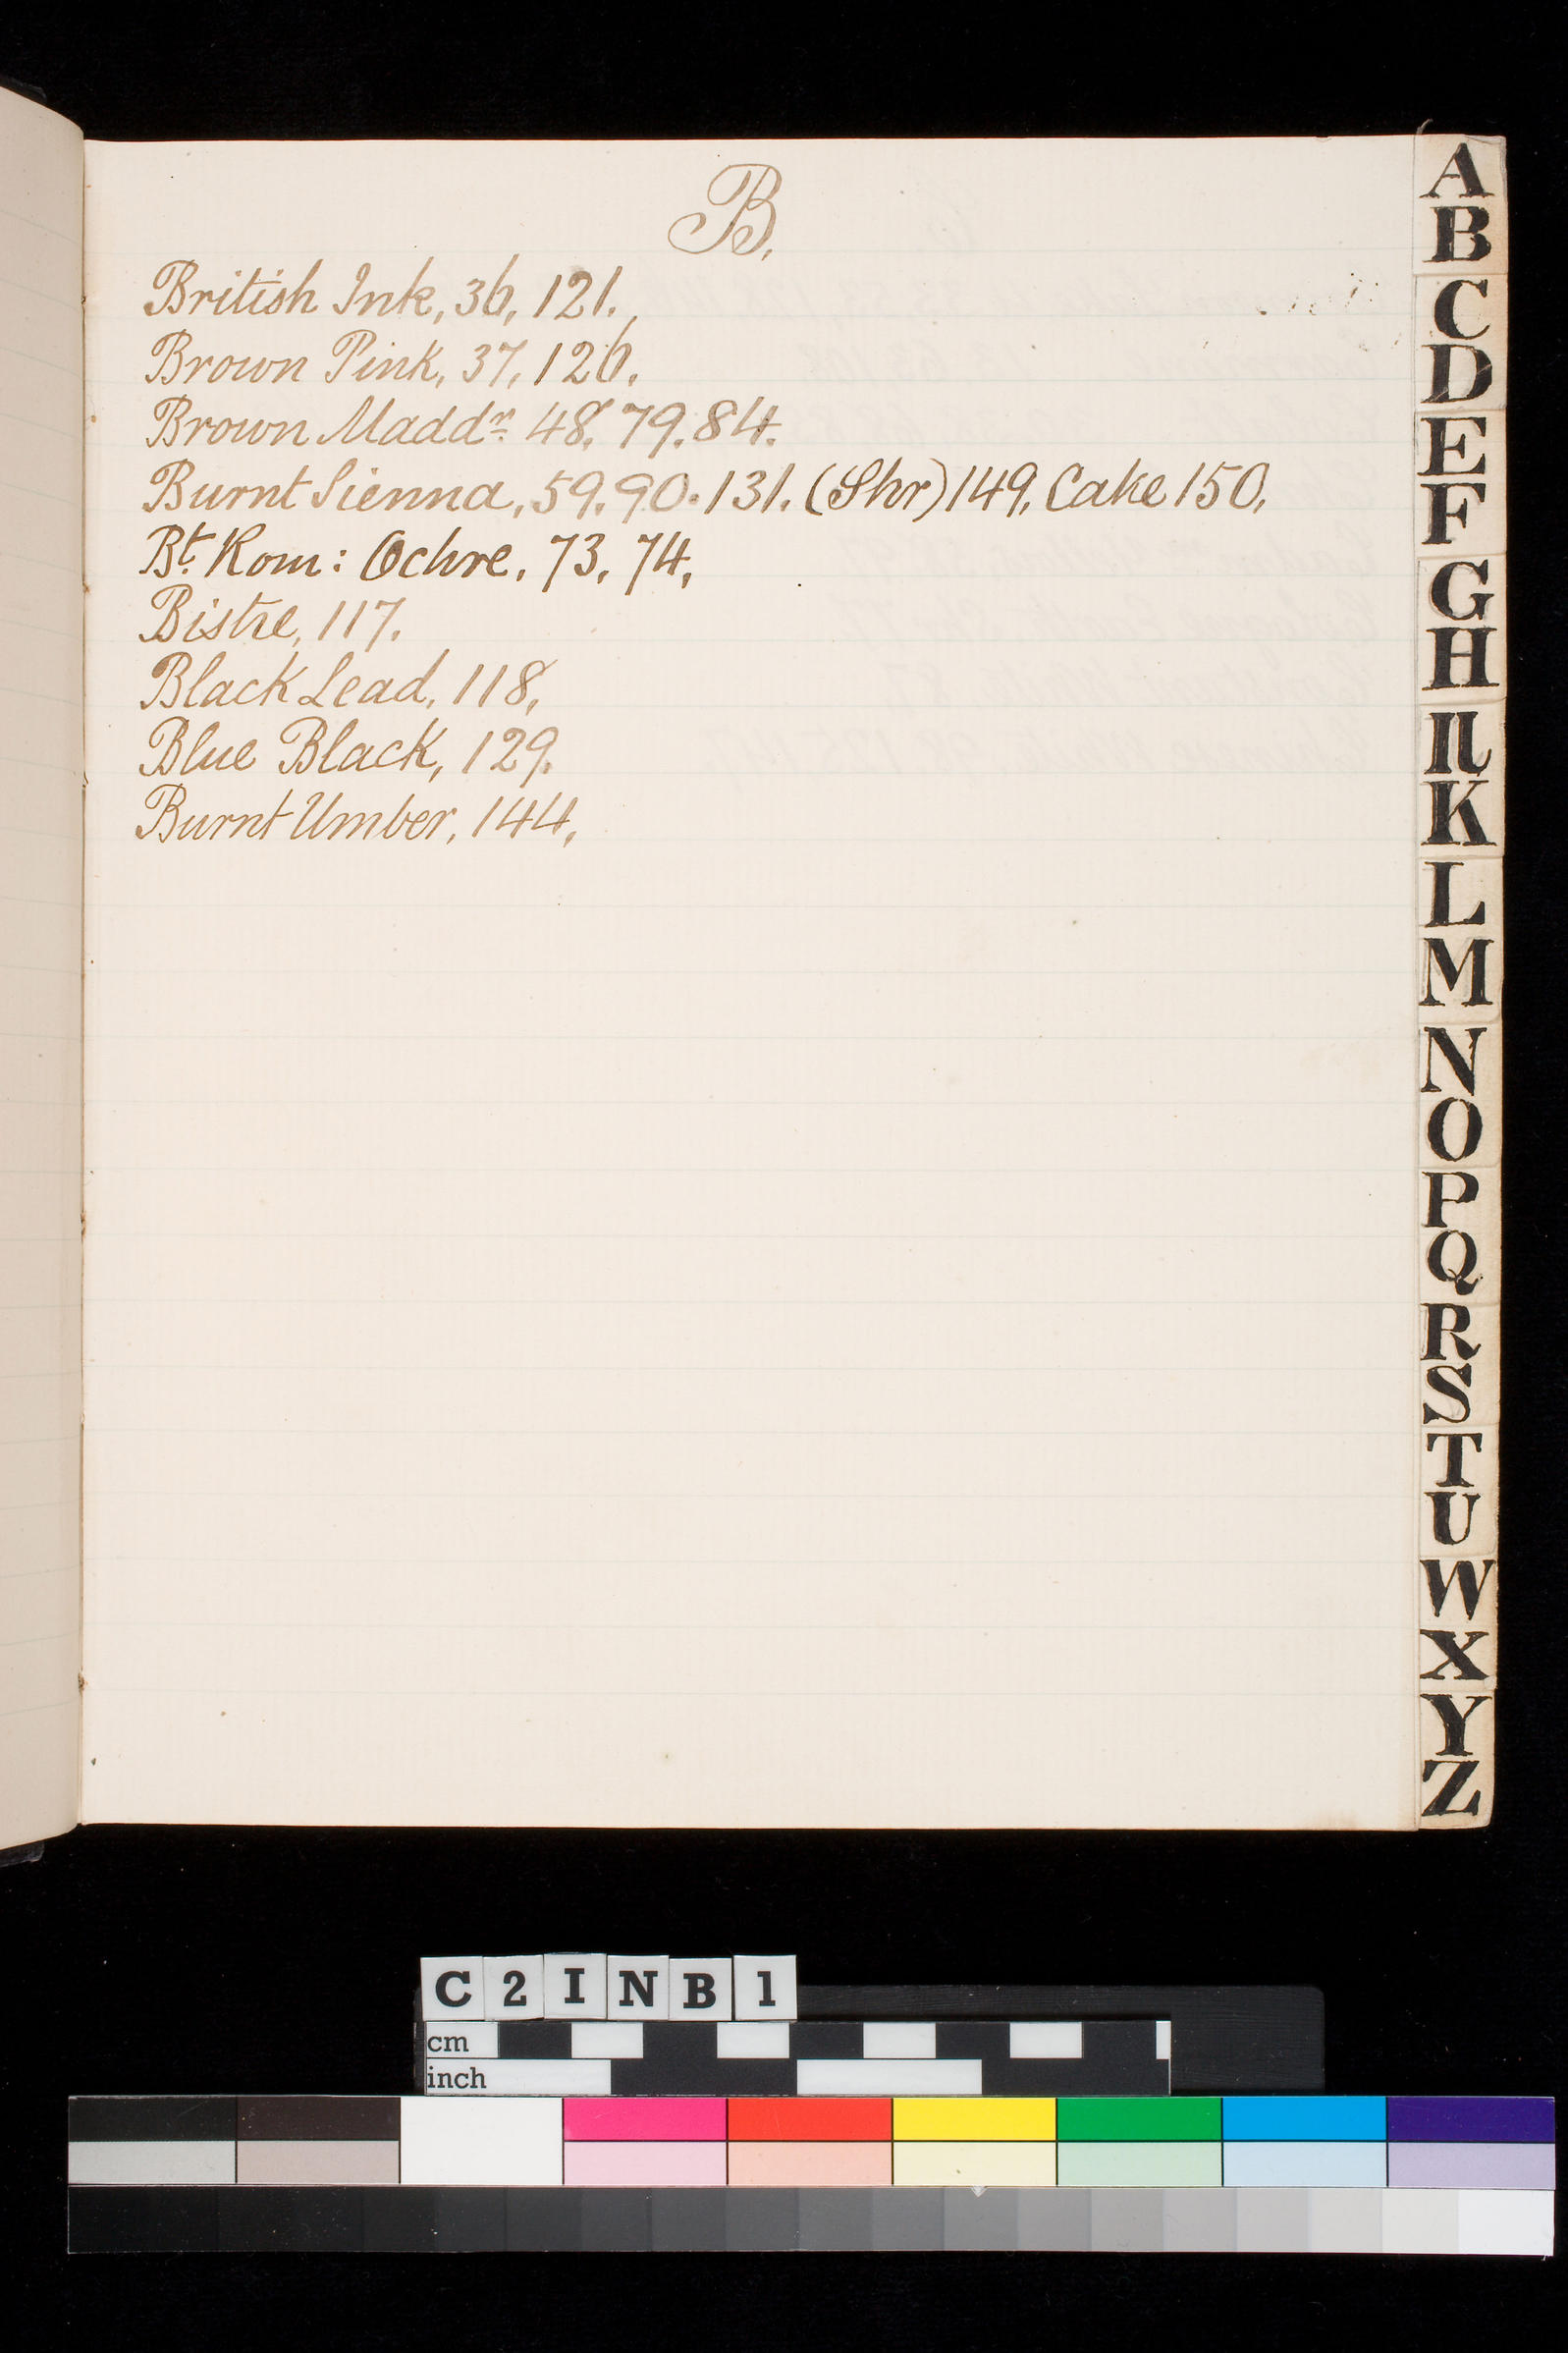 B.
British Ink, 36, 121.,
Brown Pink, 37, 126.
Brown Maddr. 48. 79. 84.
Burnt Sienna, 59. 90. 131. (Shr) 149. Cake 150.
Bt. Rom: Ochre. 73. 74.
Bistre, 117.
Black Lead, 118,
Blue Black, 129.
Burnt Umber, 144.
A
B
C
D
E
F
G
H
IJ
K
L
M
N
O
P
Q
R
S
T
U
W
X
Y
Z
C2INB1
cm
inch